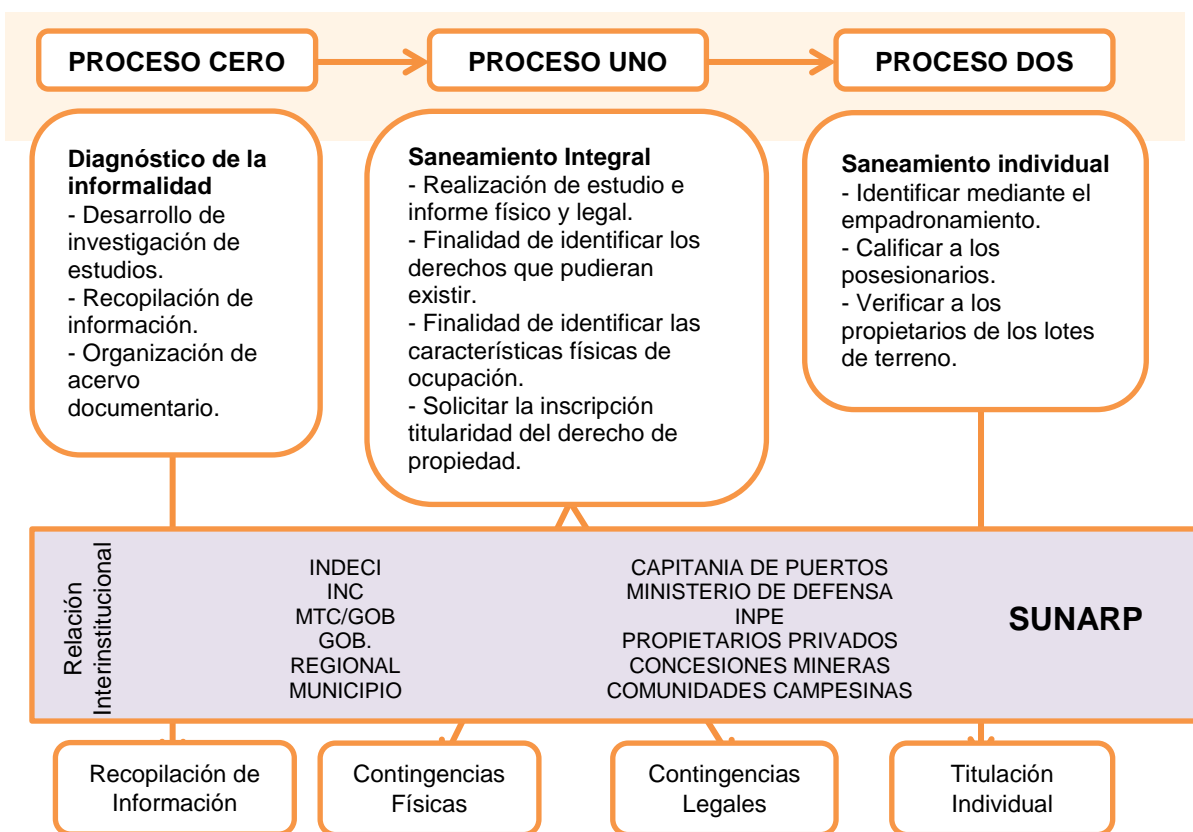 PROCESO CERO
PROCESO UNO
PROCESO DOS
Diagnóstico de la
informalidad
- Desarrollo de
investigación de
estudios.
- Recopilación de
información.
- Organización de
acervo
documentario.
Saneamiento Integral
- Realización de estudio e
informe físico y legal.
- Finalidad de identificar los
derechos que pudieran
existir.
- Finalidad de identificar las
características físicas de
ocupación.
- Solicitar la inscripción
titularidad del derecho de
propiedad.
Saneamiento individual
- Identificar mediante el
empadronamiento.
- Calificar a los
posesionarios.
- Verificar a los
propietarios de los lotes
de terreno.
Relación
Interinstitucional
INDECI
INC
MTC/GOB
GOB.
REGIONAL
MUNICIPIO
CAPITANIA DE PUERTOS
MINISTERIO DE DEFENSA
INPE
PROPIETARIOS PRIVADOS
CONCESIONES MINERAS
COMUNIDADES CAMPESINAS
SUNARP
Recopilación de
Información
Contingencias
Físicas
Contingencias
Legales
Titulación
Individual